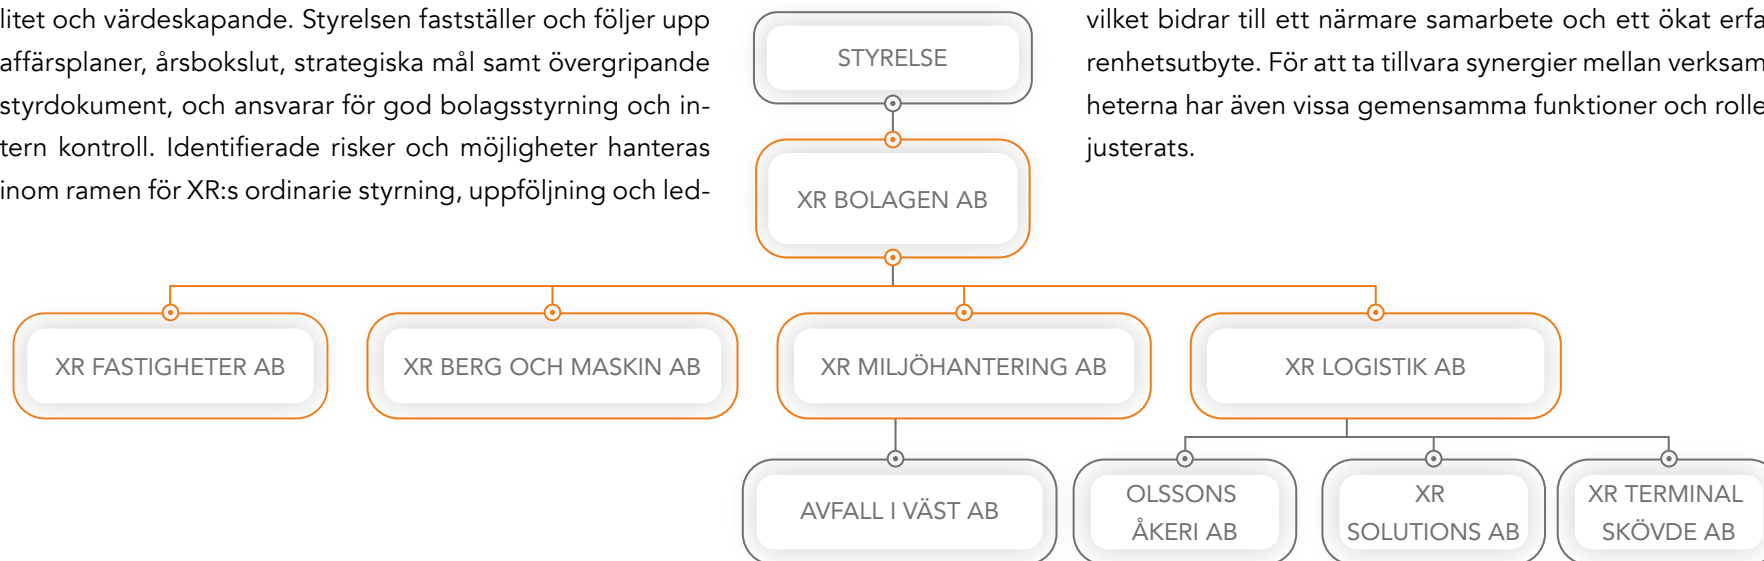 litet och värdeskapande. Styrelsen fastställer och följer upp
affärsplaner, årsbokslut, strategiska mål samt övergripande
styrdokument, och ansvarar för god bolagsstyrning och in-
tern kontroll. Identifierade risker och möjligheter hanteras
inom ramen för XR:s ordinarie styrning, uppföljning och led-
vilket bidrar till ett närmare samarbete och ett ökat erfa
renhetsutbyte. För att ta tillvara synergier mellan verksam
heterna har även vissa gemensamma funktioner och rolle
justerats.
STYRELSE
XR BOLAGEN AB
XR FASTIGHETER AB
XR BERG OCH MASKIN AB
XR MILJÖHANTERING AB
XR LOGISTIK AB
AVFALL I VÄST AB
OLSSONS
ÅKERI AB
XR
SOLUTIONS AB
XR TERMINAL
SKÖVDE AB